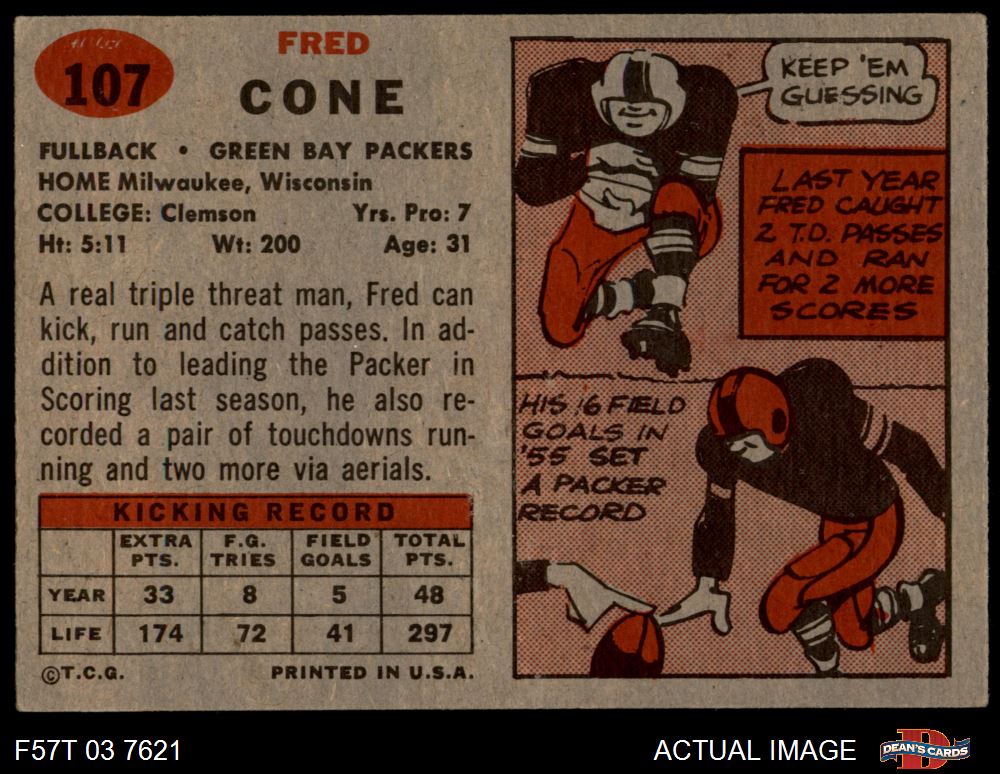 107
FRED
CONE
FULLBACK • GREEN BAY PACKERS
HOME Milwaukee, Wisconsin
COLLEGE: Clemson Yrs. Pro: 7
Ht: 5:11 Wt: 200 Age: 31
A real triple threat man, Fred can
kick, run and catch passes. In ad-
dition to leading the Packer in
Scoring last season, he also re-
corded a pair of touchdowns run-
ning and two more via aerials.
KICKING RECORD
EXTRA PTS. F.G. TRIES FIELD GOALS TOTAL PTS.
YEAR 33 8 5 48
LIFE 174 72 41 297
©T.C.G. PRINTED IN U.S.A.
KEEP 'EM
GUESSING
LAST YEAR
FRED CAUGHT
2 T.D. PASSES
AND RAN
FOR 2 MORE
SCORES
HIS 16 FIELD
GOALS IN
'55 SET
A PACKER
RECORD
F57T 03 7621 ACTUAL IMAGE DEAN'S CARDS